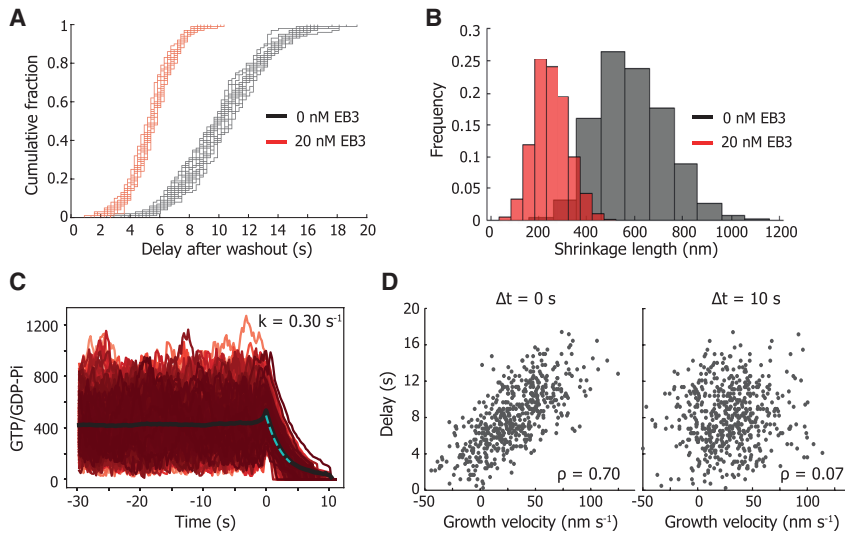 A
Cumulative fraction
1
0.8
0.6
0.4
0.2
0
0 2 4 6 8 10 12 14 16 18 20
Delay after washout (s)
0 nM EB3
20 nM EB3
B
Frequency
0.3
0.25
0.2
0.15
0.1
0.05
0
0 200 400 600 800 1000 1200
Shrinkage length (nm)
0 nM EB3
20 nM EB3
C
GTP/GDP-Pi
1200
800
400
0
-30 -20 -10 0 10
Time (s)
k = 0.30 s⁻¹
D
Δt = 0 s
Delay (s)
20
16
12
8
4
0
-50 0 50 100
Growth velocity (nm s⁻¹)
ρ = 0.70
Δt = 10 s
-50 0 50 100
Growth velocity (nm s⁻¹)
ρ = 0.07